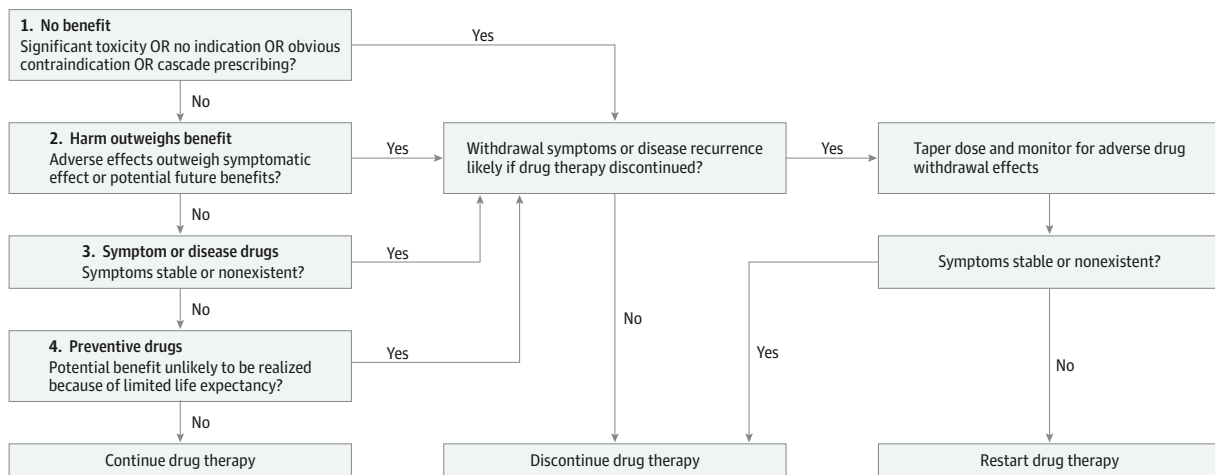 1. No benefit
Significant toxicity OR no indication OR obvious
contraindication OR cascade prescribing?
Yes
No
2. Harm outweighs benefit
Adverse effects outweigh symptomatic
effect or potential future benefits?
Yes
Withdrawal symptoms or disease recurrence
likely if drug therapy discontinued?
Yes
Taper dose and monitor for adverse drug
withdrawal effects
No
3. Symptom or disease drugs
Symptoms stable or nonexistent?
Yes
Symptoms stable or nonexistent?
No
No
4. Preventive drugs
Potential benefit unlikely to be realized
because of limited life expectancy?
Yes
Yes
No
No
Continue drug therapy
Discontinue drug therapy
Restart drug therapy